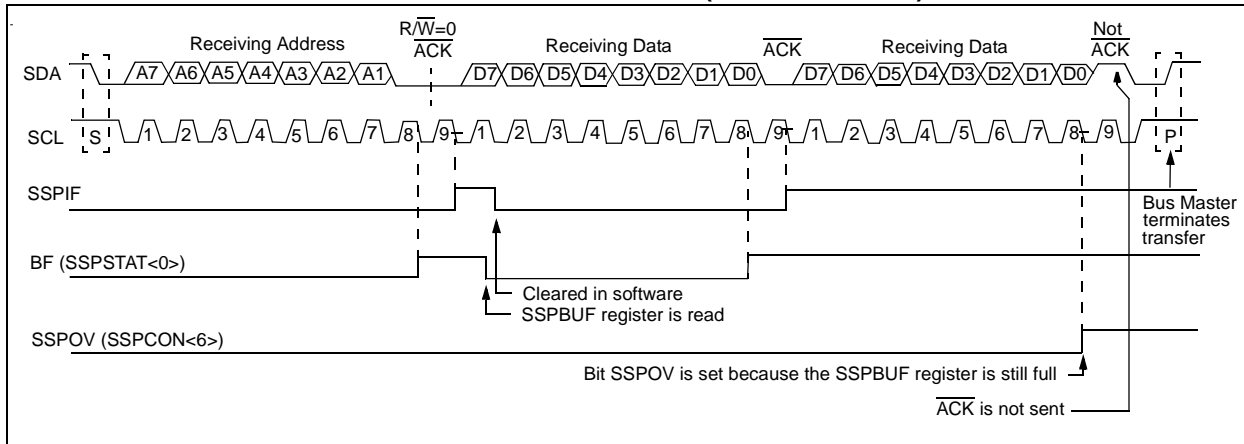 Receiving Address
R/W=0
ACK
Receiving Data
ACK
Receiving Data
Not
ACK
SDA
A7 A6 A5 A4 A3 A2 A1
D7 D6 D5 D4 D3 D2 D1 D0
D7 D6 D5 D4 D3 D2 D1 D0
SCL
S
1 2 3 4 5 6 7 8 9
1 2 3 4 5 6 7 8 9
1 2 3 4 5 6 7 8 9
P
SSPIF
Bus Master
terminates
transfer
BF (SSPSTAT<0>)
Cleared in software
SSPBUF register is read
SSPOV (SSPCON<6>)
Bit SSPOV is set because the SSPBUF register is still full
ACK is not sent